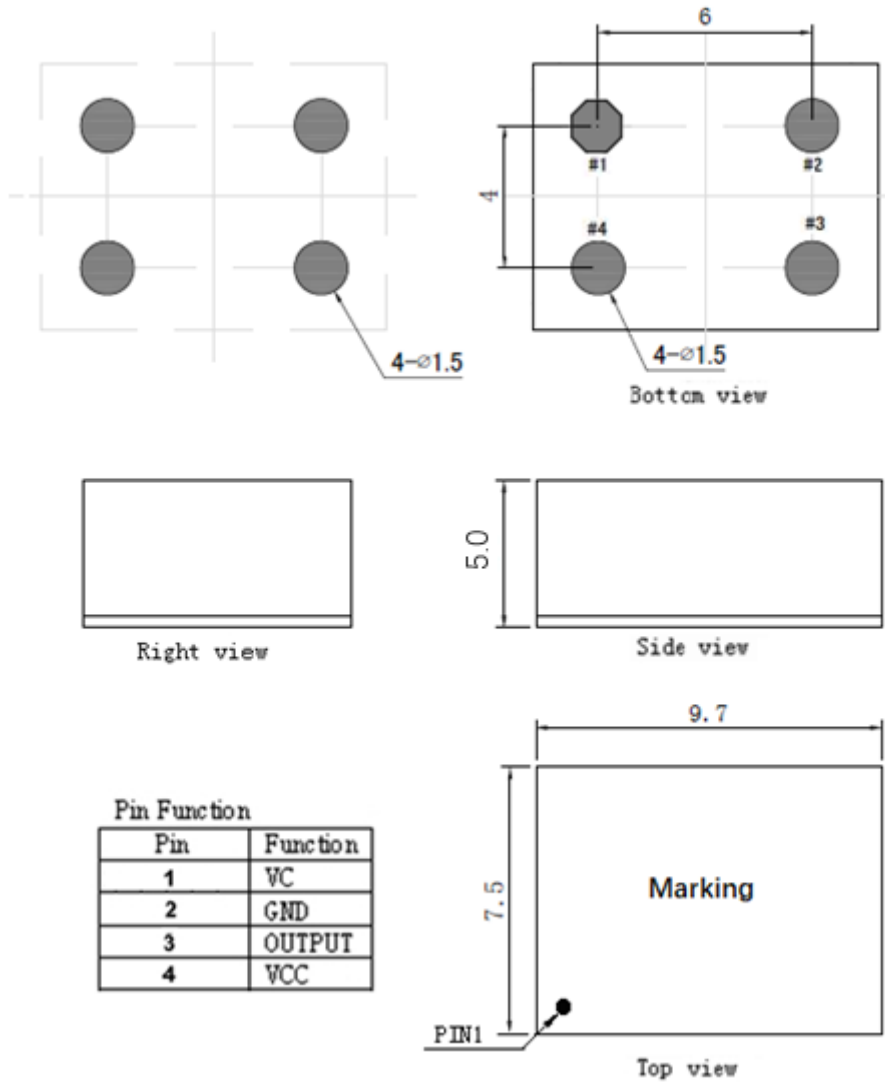 6
#1
#2
4
#4
#3
4-⌀1.5
4-⌀1.5
Bottom view
5.0
Right view
Side view
9.7
Pin Function
Pin Function
1 VC
2 GND
3 OUTPUT
4 VCC
7.5
Marking
PIN1
Top view